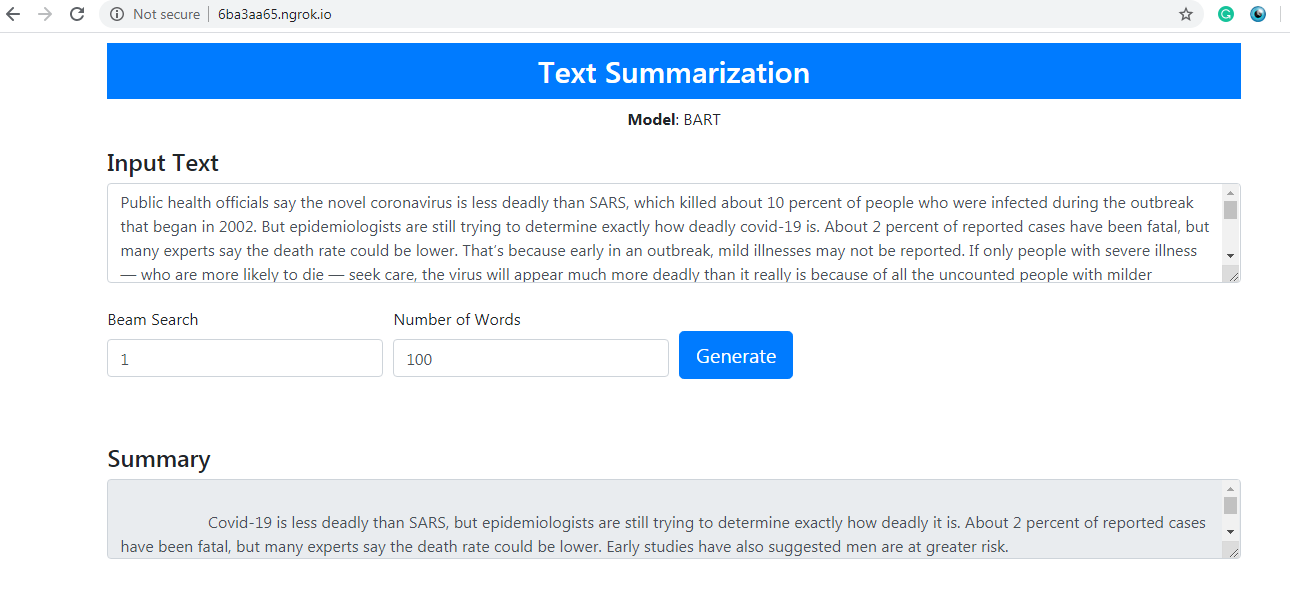 Not secure | 6ba3aa65.ngrok.io
Text Summarization
Model: BART
Input Text
Public health officials say the novel coronavirus is less deadly than SARS, which killed about 10 percent of people who were infected during the outbreak
that began in 2002. But epidemiologists are still trying to determine exactly how deadly covid-19 is. About 2 percent of reported cases have been fatal, but
many experts say the death rate could be lower. That’s because early in an outbreak, mild illnesses may not be reported. If only people with severe illness
— who are more likely to die — seek care, the virus will appear much more deadly than it really is because of all the uncounted people with milder
Beam Search
Number of Words
1
100
Generate
Summary
Covid-19 is less deadly than SARS, but epidemiologists are still trying to determine exactly how deadly it is. About 2 percent of reported cases
have been fatal, but many experts say the death rate could be lower. Early studies have also suggested men are at greater risk.